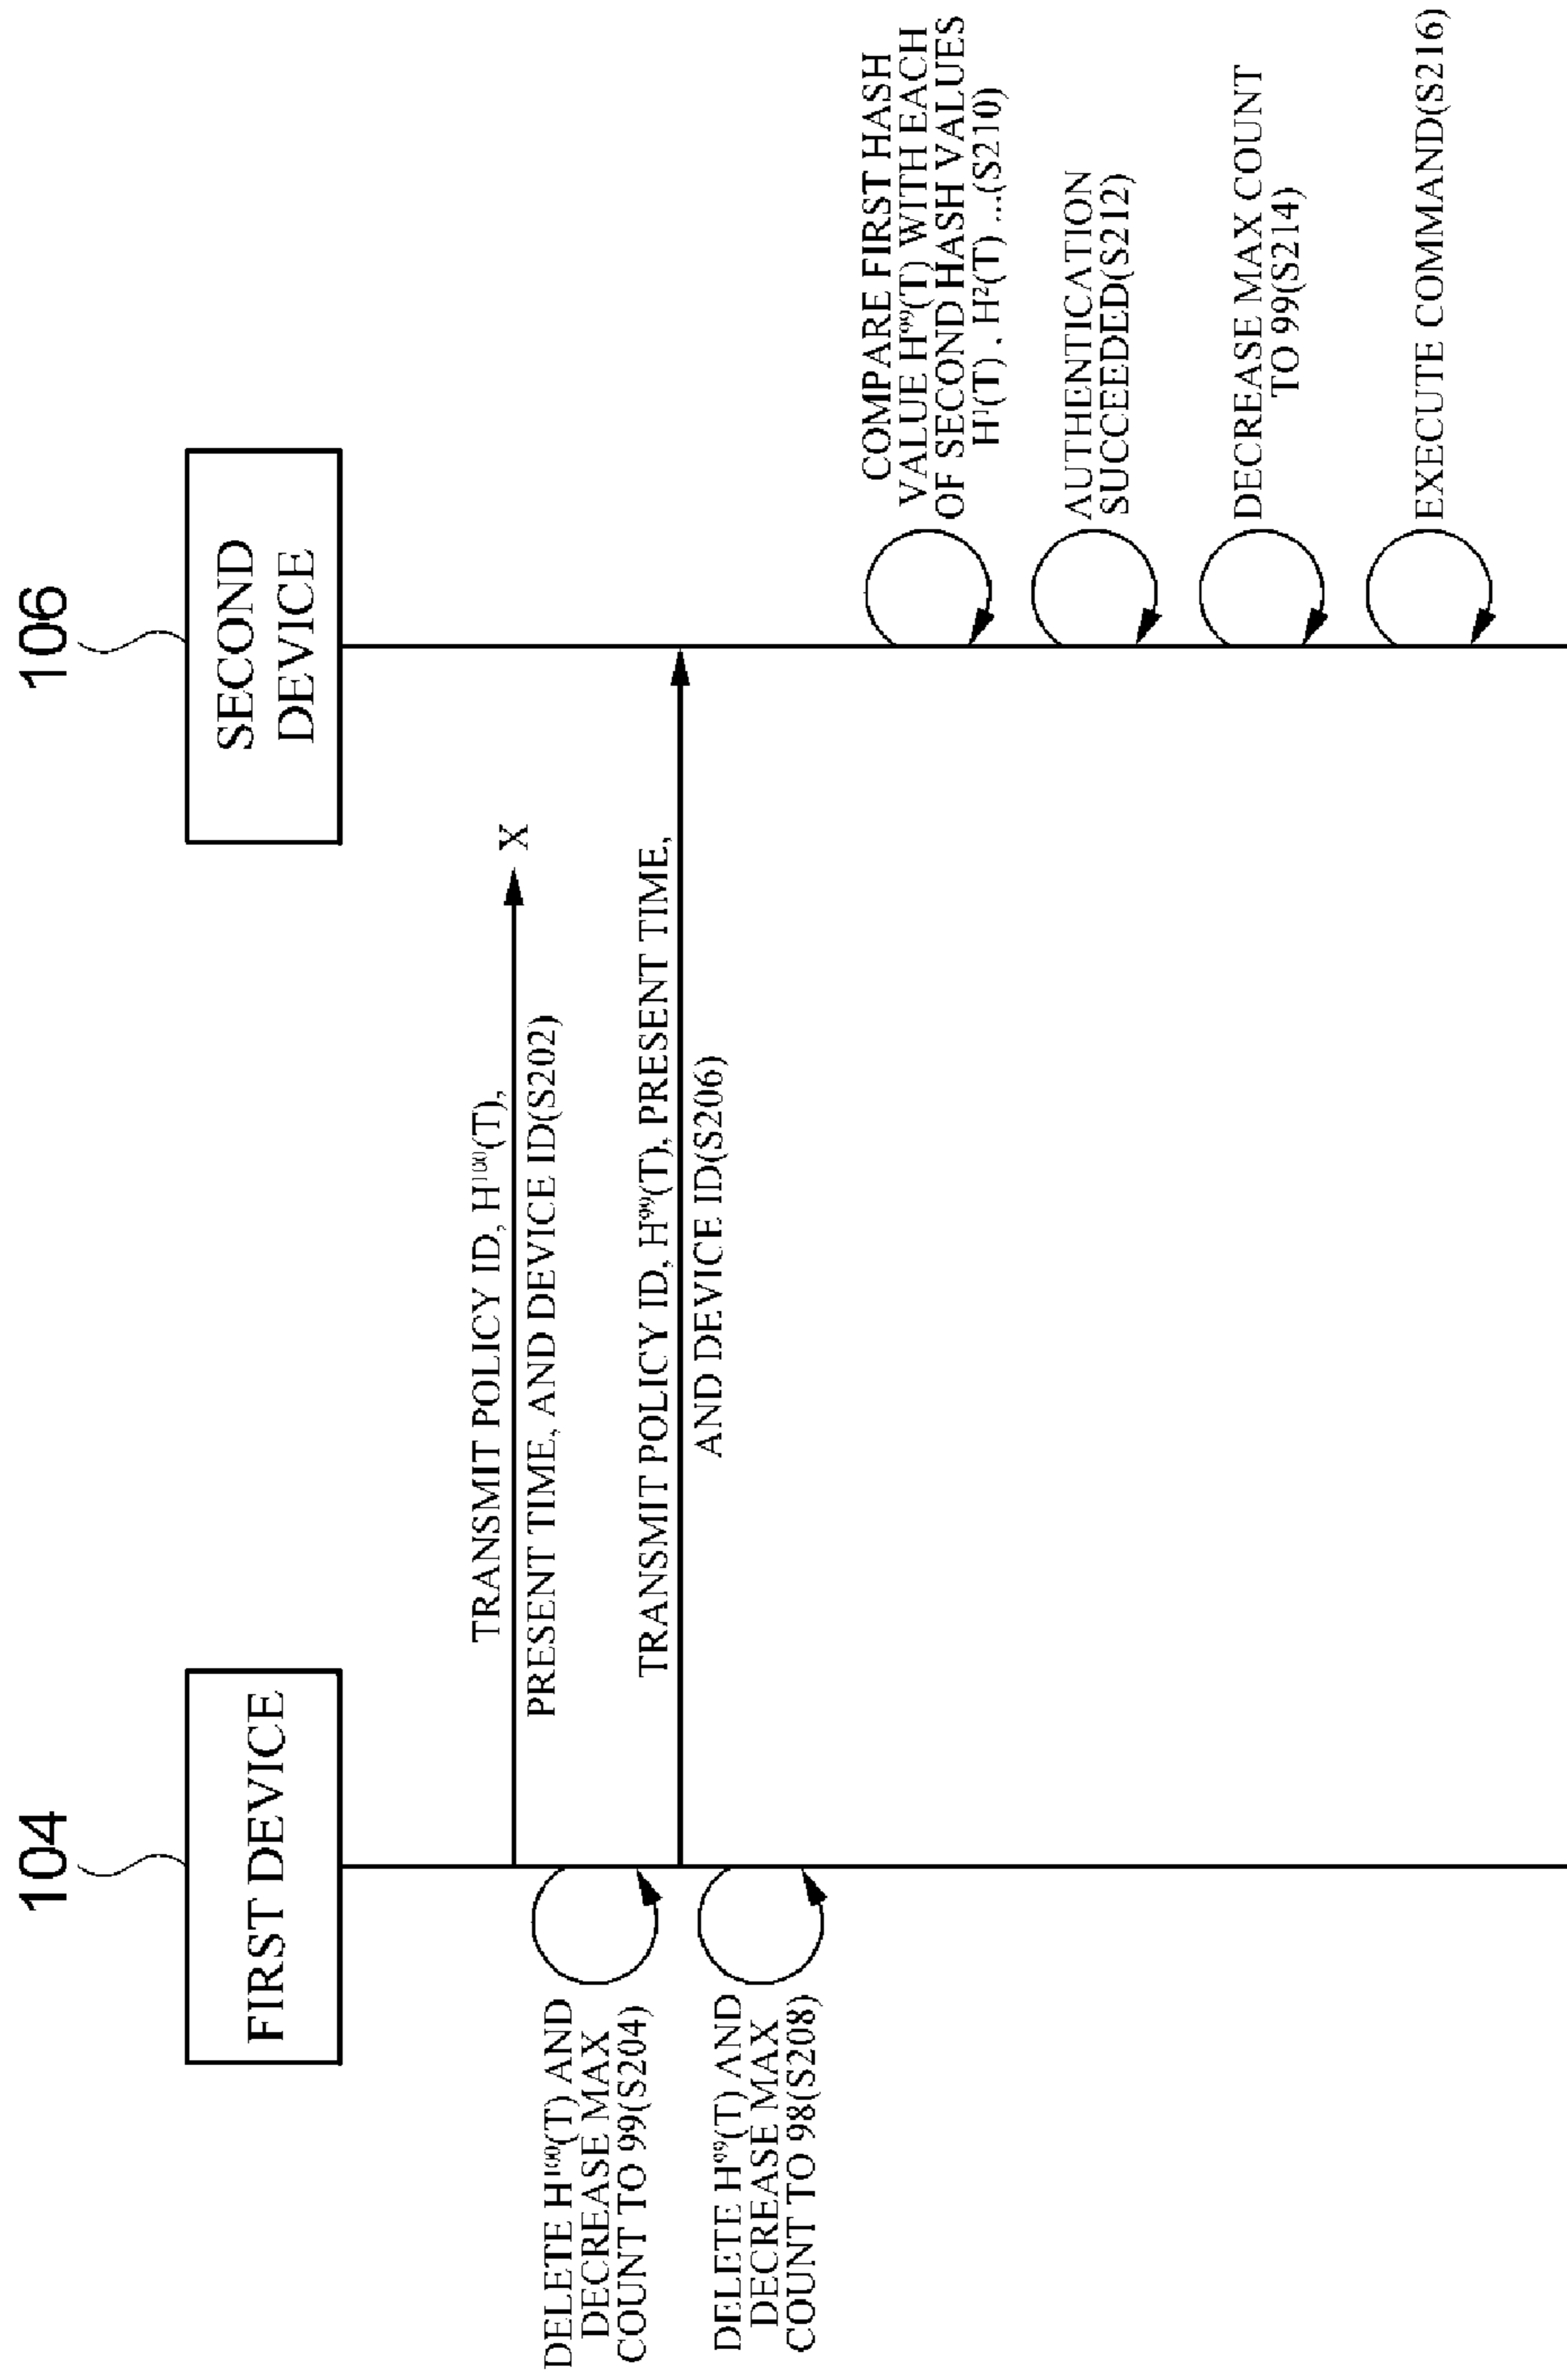 104
106
FIRST DEVICE
SECOND
DEVICE
TRANSMIT POLICY ID, H¹⁰⁰(T),
PRESENT TIME, AND DEVICE ID(S202)
X
DELETE H¹⁰⁰(T) AND
DECREASE MAX
COUNT TO 99(S204)
TRANSMIT POLICY ID, H⁹⁹(T), PRESENT TIME,
AND DEVICE ID(S206)
DELETE H⁹⁹(T) AND
DECREASE MAX
COUNT TO 98(S208)
COMPARE FIRST HASH
VALUE H⁹⁹(T) WITH EACH
OF SECOND HASH VALUES
H¹(T) , H²(T) ...(S210)
AUTHENTICATION
SUCCEEDED(S212)
DECREASE MAX COUNT
TO 99(S214)
EXECUTE COMMAND(S216)